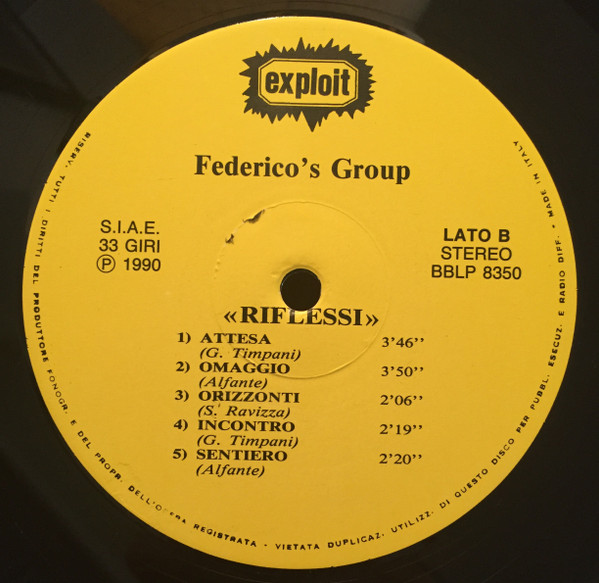 exploit
Federico's Group
S.I.A.E.
33 GIRI
Ⓟ 1990
LATO B
STEREO
BBLP 8350
«RIFLESSI»
1) ATTESA 3'46''
(G. Timpani)
2) OMAGGIO 3'50''
(Alfante)
3) ORIZZONTI 2'06''
(S. Ravizza)
4) INCONTRO 2'19''
(G. Timpani)
5) SENTIERO 2'20''
(Alfante)
RISERV. TUTTI I DIRITTI DEL PRODUTTORE FONOGR. E DEL PROPR. DELL'OPERA REGISTRATA - VIETATA DUPLICAZ. UTILIZZ. DI QUESTO DISCO PER PUBBL. ESECUZ. E RADIO DIFF. - MADE IN ITALY